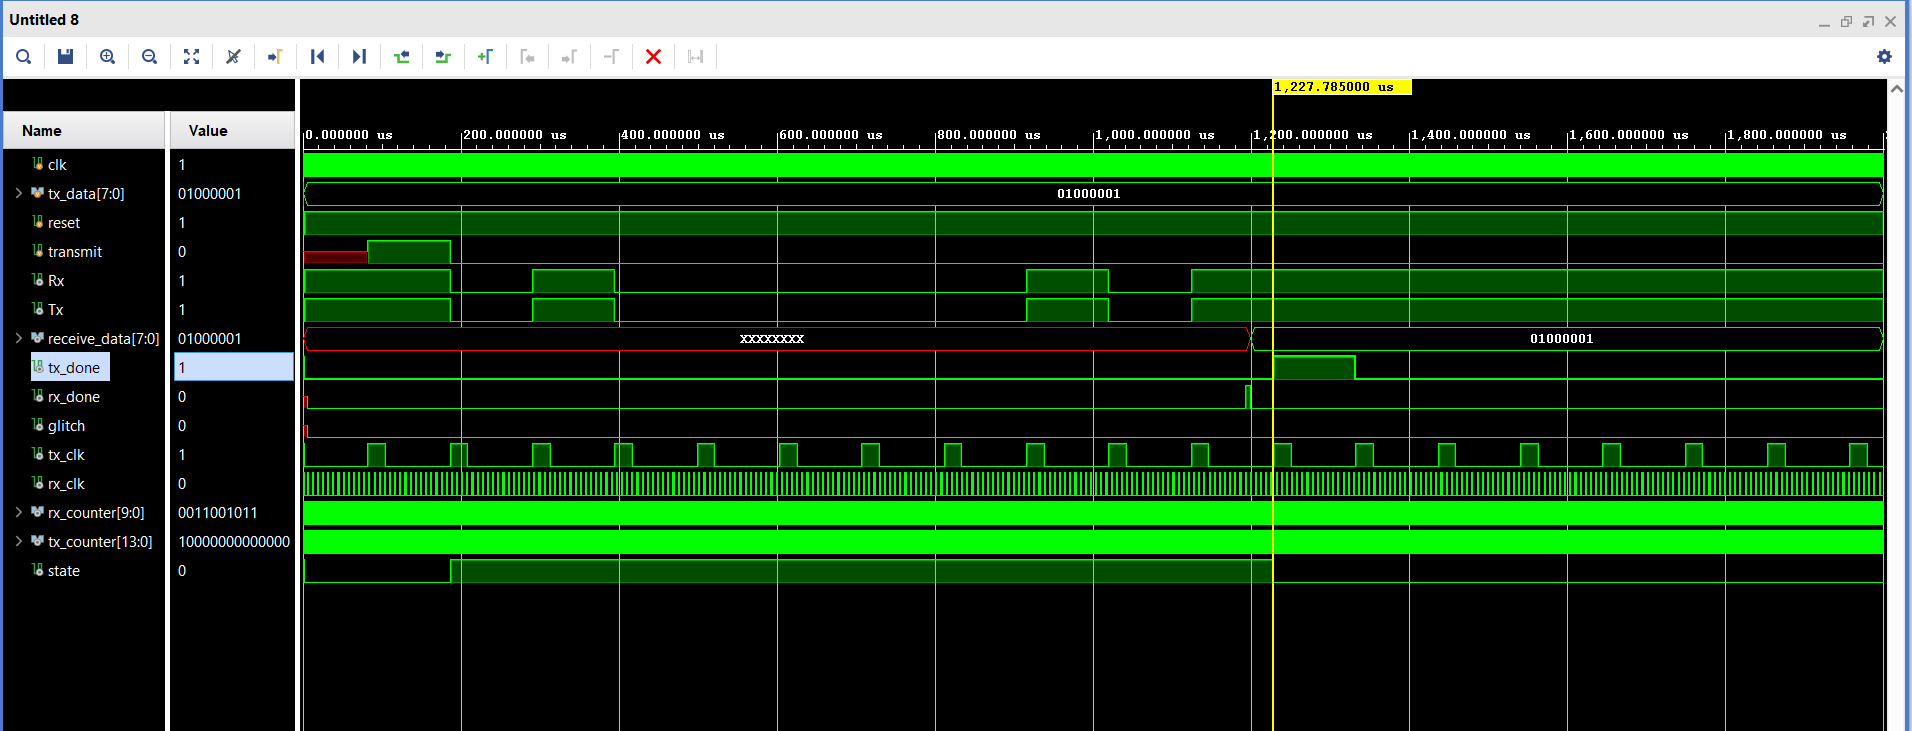 Untitled 8
1,227.785000 us
Name Value
0.000000 us 200.000000 us 400.000000 us 600.000000 us 800.000000 us 1,000.000000 us 1,200.000000 us 1,400.000000 us 1,600.000000 us 1,800.000000 us
clk 1
tx_data[7:0] 01000001 01000001
reset 1
transmit 0
Rx 1
Tx 1
receive_data[7:0] 01000001 XXXXXXXX 01000001
tx_done 1
rx_done 0
glitch 0
tx_clk 1
rx_clk 0
rx_counter[9:0] 0011001011
tx_counter[13:0] 10000000000000
state 0